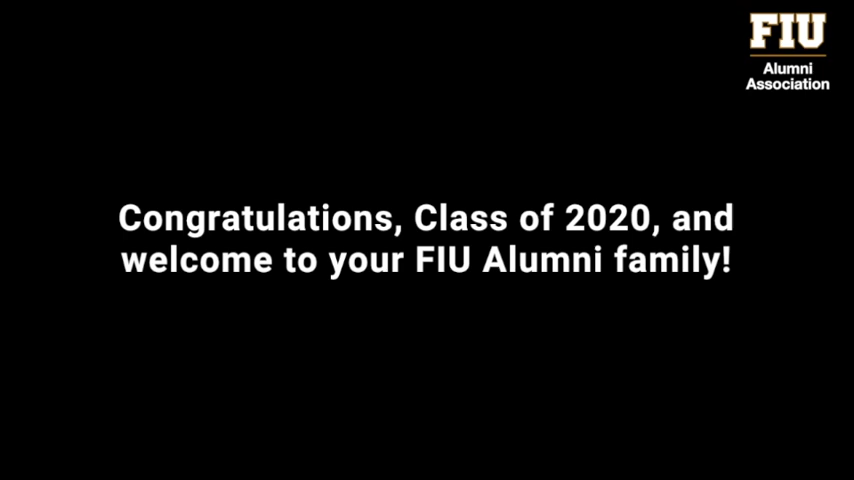 FIU
Alumni
Association
Congratulations, Class of 2020, and
welcome to your FIU Alumni family!